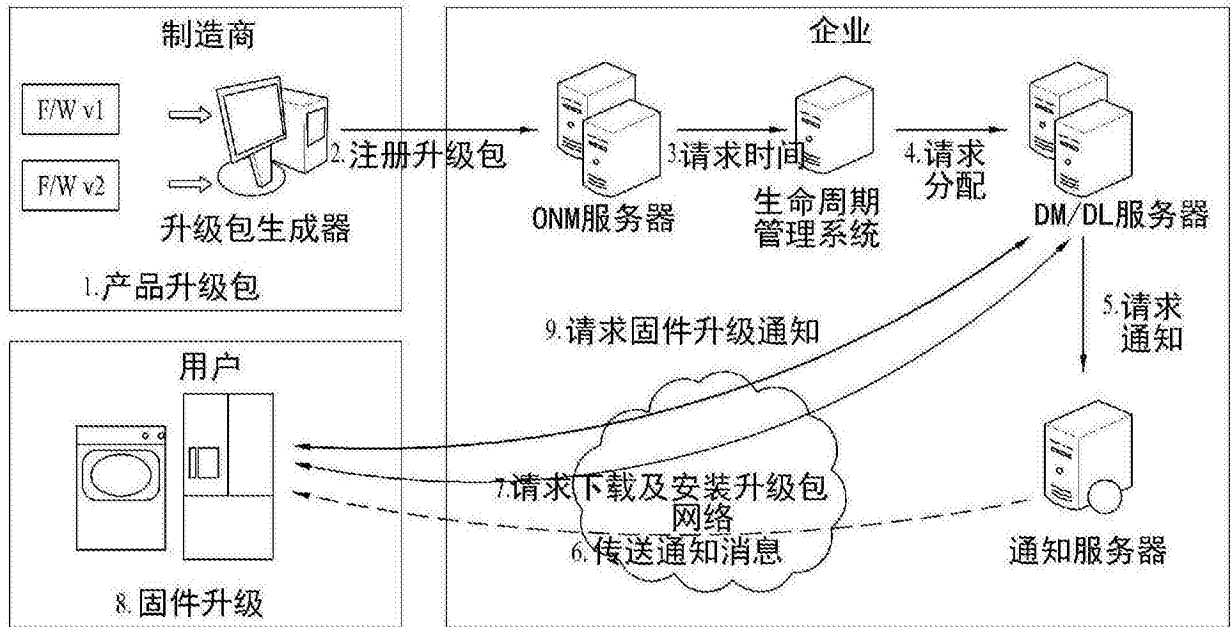 制造商
F/W v1
F/W v2
升级包生成器
1.产品升级包
2.注册升级包
企业
ONM服务器
3.请求时间
生命周期
管理系统
4.请求
分配
DM/DL服务器
5.请求
通知
9.请求固件升级通知
7.请求下载及安装升级包
网络
6.传送通知消息
通知服务器
用户
8.固件升级